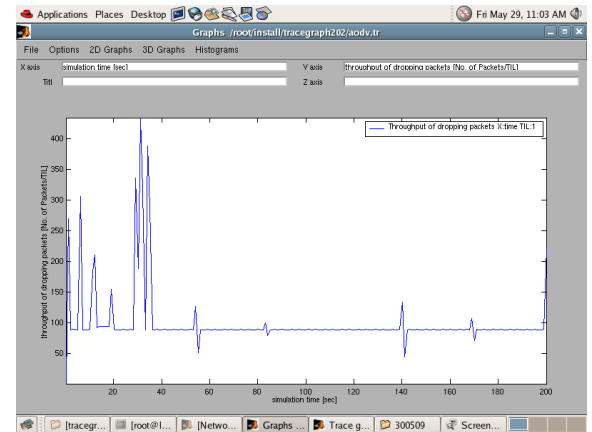 Applications Places Desktop Fri May 29, 11:03 AM
Graphs /root/install/tracegraph202/aodv.tr
File Options 2D Graphs 3D Graphs Histograms
X axis simulation time [sec] Y axis throughput of dropping packets [No. of Packets/TIL]
Titl Z axis
Throughput of dropping packets X:time TIL:1
throughput of dropping packets [No. of Packets/TIL]
400
350
300
250
200
150
100
50
20 40 60 80 100 120 140 160 180 200
simulation time [sec]
[tracegr... [root@l... [Netwo... Graphs ... Trace g... 300509 Screen...